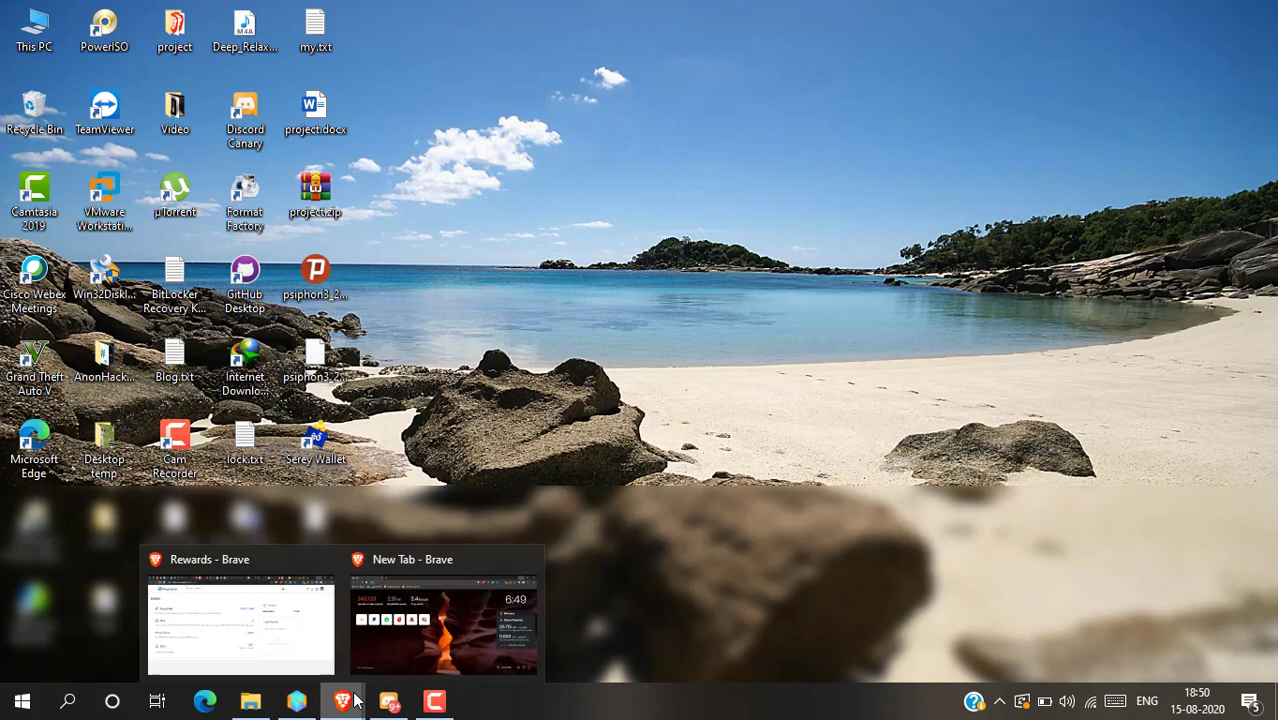 This PC
PowerISO
project
Deep_Relax...
M4A
my.txt
Recycle Bin
TeamViewer
Video
Discord
Canary
project.docx
Camtasia
2019
VMware
Workstati...
µTorrent
Format
Factory
project.zip
Cisco Webex
Meetings
Win32DiskI...
BitLocker
Recovery K...
GitHub
Desktop
psiphon3_2...
Grand Theft
Auto V
AnonHack...
Blog.txt
Internet
Downlo...
psiphon3_2...
Microsoft
Edge
Desktop
temp
Cam
Recorder
lock.txt
Serey Wallet
Rewards - Brave
New Tab - Brave
6:49
9+
ENG
18:50
15-08-2020
5